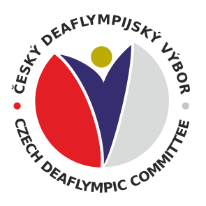 ČESKÝ DEAFLYMPIJSKÝ VÝBOR
CZECH DEAFLYMPIC COMMITTEE